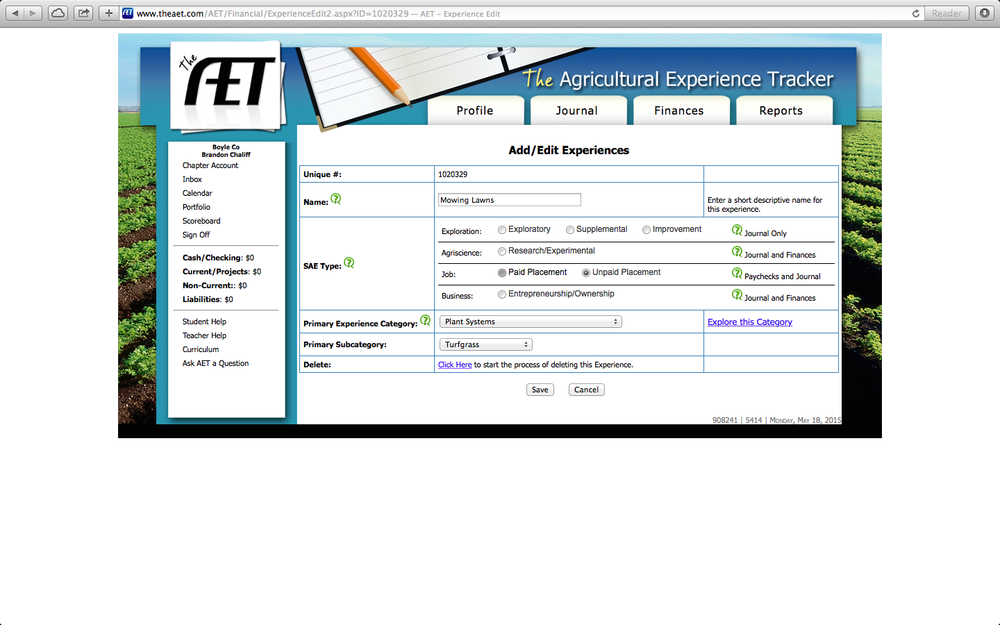 www.theaet.com/AET/Financial/ExperienceEdit2.aspx?ID=1020329 — AET - Experience Edit
Reader
The AET
The Agricultural Experience Tracker
Profile Journal Finances Reports
Boyle Co
Brandon Chaliff
Chapter Account
Inbox
Calendar
Portfolio
Scoreboard
Sign Off
Cash/Checking: $0
Current/Projects: $0
Non-Current:: $0
Liabilities: $0
Student Help
Teacher Help
Curriculum
Ask AET a Question
Add/Edit Experiences
Unique #: 1020329
Name: Mowing Lawns Enter a short descriptive name for
this experience.
SAE Type:
Exploration: Exploratory Supplemental Improvement Journal Only
Agriscience: Research/Experimental Journal and Finances
Job: Paid Placement Unpaid Placement Paychecks and Journal
Business: Entrepreneurship/Ownership Journal and Finances
Primary Experience Category: Plant Systems Explore this Category
Primary Subcategory: Turfgrass
Delete: Click Here to start the process of deleting this Experience.
Save Cancel
908241 | 5414 | Monday, May 18, 2015